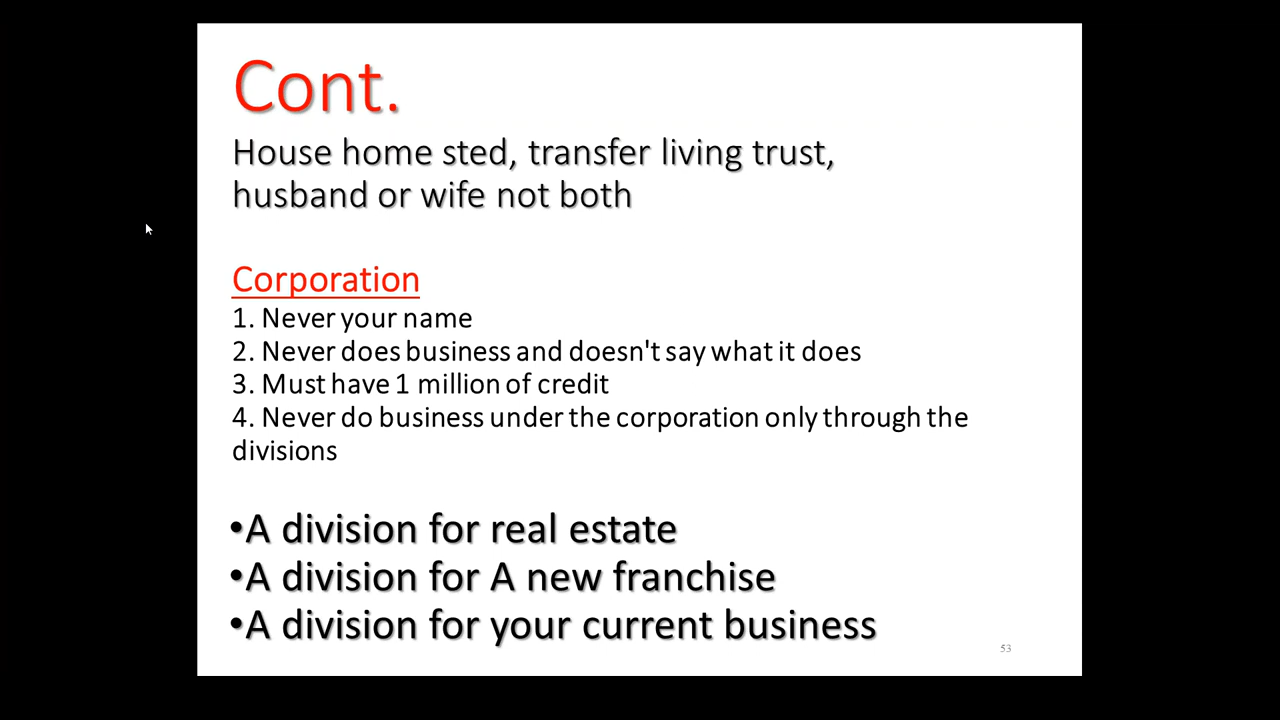 Cont.
House home sted, transfer living trust,
husband or wife not both
Corporation
1. Never your name
2. Never does business and doesn't say what it does
3. Must have 1 million of credit
4. Never do business under the corporation only through the
divisions
•A division for real estate
•A division for A new franchise
•A division for your current business
53